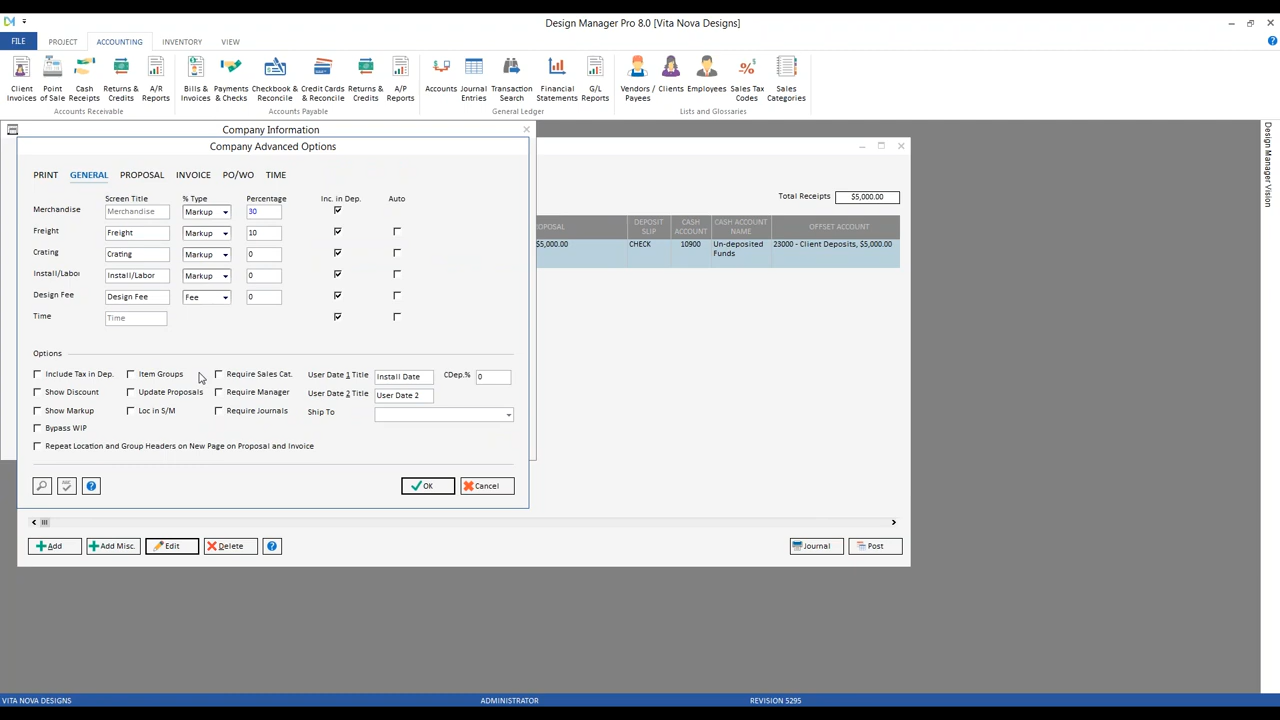 Design Manager Pro 8.0 [Vita Nova Designs]
FILE PROJECT ACCOUNTING INVENTORY VIEW
Client Invoices Point of Sale Cash Receipts Returns & Credits A/R Reports Bills & Invoices Payments & Checks Checkbook & Reconcile Credit Cards & Reconcile Returns & Credits A/P Reports Accounts Journal Entries Transaction Search Financial Statements G/L Reports Vendors / Payees Clients Employees Sales Tax Codes Sales Categories
Accounts Receivable Accounts Payable General Ledger Lists and Glossaries
Design Manager Vision
Company Information
Company Advanced Options
PRINT GENERAL PROPOSAL INVOICE PO/WO TIME
Screen Title % Type Percentage Inc. in Dep. Auto
Merchandise Merchandise Markup 30
Freight Freight Markup 10
Crating Crating Markup 0
Install/Labor Install/Labor Markup 0
Design Fee Design Fee Fee 0
Time Time
Options
Include Tax in Dep. Item Groups Require Sales Cat. User Date 1 Title Install Date CDep.% 0
Show Discount Update Proposals Require Manager User Date 2 Title User Date 2
Show Markup Loc in S/M Require Journals Ship To
Bypass WIP
Repeat Location and Group Headers on New Page on Proposal and Invoice
OK Cancel
Total Receipts $5,000.00
DEPOSIT SLIP CASH ACCOUNT CASH ACCOUNT NAME OFFSET ACCOUNT
$5,000.00 CHECK 10900 Un-deposited Funds 23000 - Client Deposits, $5,000.00
Add Add Misc. Edit Delete Journal Post
VITA NOVA DESIGNS ADMINISTRATOR REVISION 5295